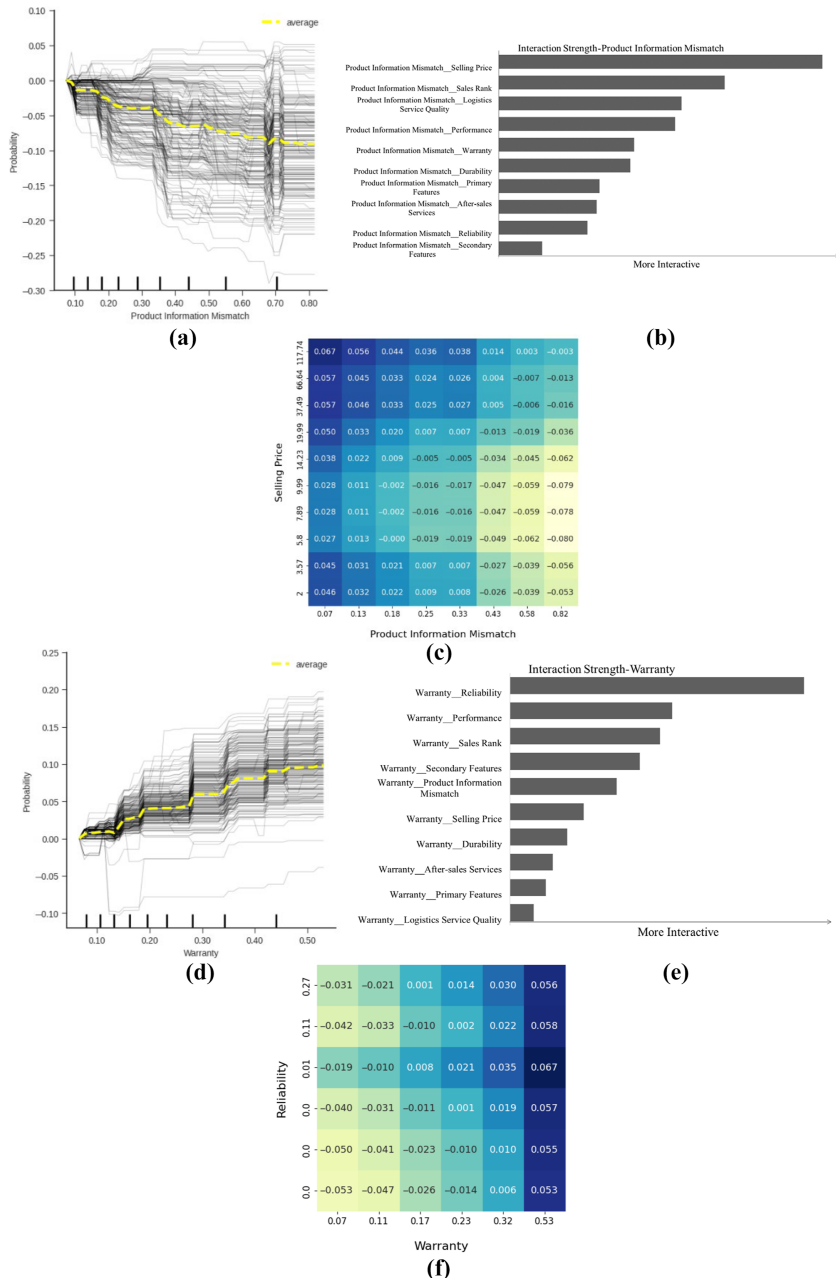 0.10
0.05
0.00
−0.05
−0.10
−0.15
−0.20
−0.25
−0.30
Probability
average
0.10 0.20 0.30 0.40 0.50 0.60 0.70 0.80
Product Information Mismatch
(a)
Interaction Strength-Product Information Mismatch
Product Information Mismatch__Selling Price
Product Information Mismatch__Sales Rank
Product Information Mismatch__Logistics
Service Quality
Product Information Mismatch__Performance
Product Information Mismatch__Warranty
Product Information Mismatch__Durability
Product Information Mismatch__Primary
Features
Product Information Mismatch__After-sales
Services
Product Information Mismatch__Reliability
Product Information Mismatch__Secondary
Features
More Interactive
(b)
Selling Price
117.74 0.067 0.056 0.044 0.036 0.038 0.014 0.003 −0.003
66.64 0.057 0.045 0.033 0.024 0.026 0.004 −0.007 −0.013
37.49 0.057 0.046 0.033 0.025 0.027 0.005 −0.006 −0.016
19.99 0.050 0.033 0.020 0.007 0.007 −0.013 −0.019 −0.036
14.23 0.038 0.022 0.009 −0.005 −0.005 −0.034 −0.045 −0.062
9.99 0.028 0.011 −0.002 −0.016 −0.017 −0.047 −0.059 −0.079
7.89 0.028 0.011 −0.002 −0.016 −0.016 −0.047 −0.059 −0.078
5.8 0.027 0.013 −0.000 −0.019 −0.019 −0.049 −0.062 −0.080
3.57 0.045 0.031 0.021 0.007 0.007 −0.027 −0.039 −0.056
2 0.046 0.032 0.022 0.009 0.008 −0.026 −0.039 −0.053
0.07 0.13 0.18 0.25 0.33 0.43 0.58 0.82
Product Information Mismatch
(c)
0.25
0.20
0.15
0.10
0.05
0.00
−0.05
−0.10
Probability
average
0.10 0.20 0.30 0.40 0.50
Warranty
(d)
Interaction Strength-Warranty
Warranty__Reliability
Warranty__Performance
Warranty__Sales Rank
Warranty__Secondary Features
Warranty__Product Information
Mismatch
Warranty__Selling Price
Warranty__Durability
Warranty__After-sales Services
Warranty__Primary Features
Warranty__Logistics Service Quality
More Interactive
(e)
Reliability
0.27 −0.031 −0.021 0.001 0.014 0.030 0.056
0.11 −0.042 −0.033 −0.010 0.002 0.022 0.058
0.01 −0.019 −0.010 0.008 0.021 0.035 0.067
0.0 −0.040 −0.031 −0.011 0.001 0.019 0.057
0.0 −0.050 −0.041 −0.023 −0.010 0.010 0.055
0.0 −0.053 −0.047 −0.026 −0.014 0.006 0.053
0.07 0.11 0.17 0.23 0.32 0.53
Warranty
(f)